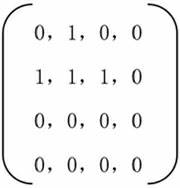 0, 1, 0, 0
1, 1, 1, 0
0, 0, 0, 0
0, 0, 0, 0